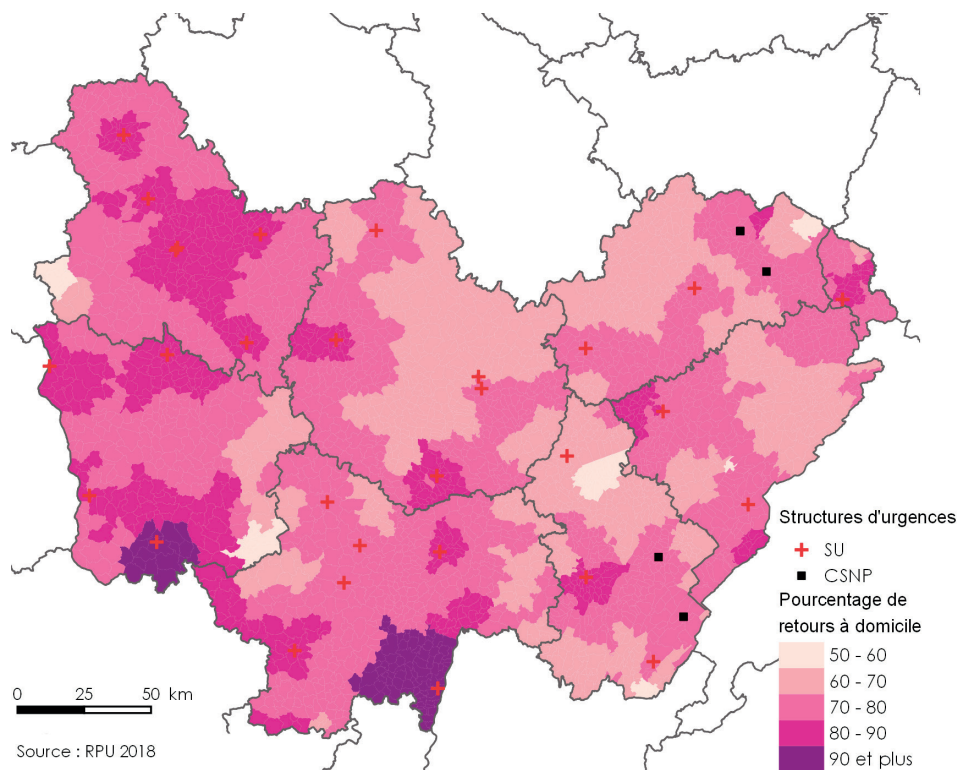 Structures d'urgences
SU
CSNP
Pourcentage de
retours à domicile
50 - 60
60 - 70
70 - 80
80 - 90
90 et plus
0 25 50 km
Source : RPU 2018